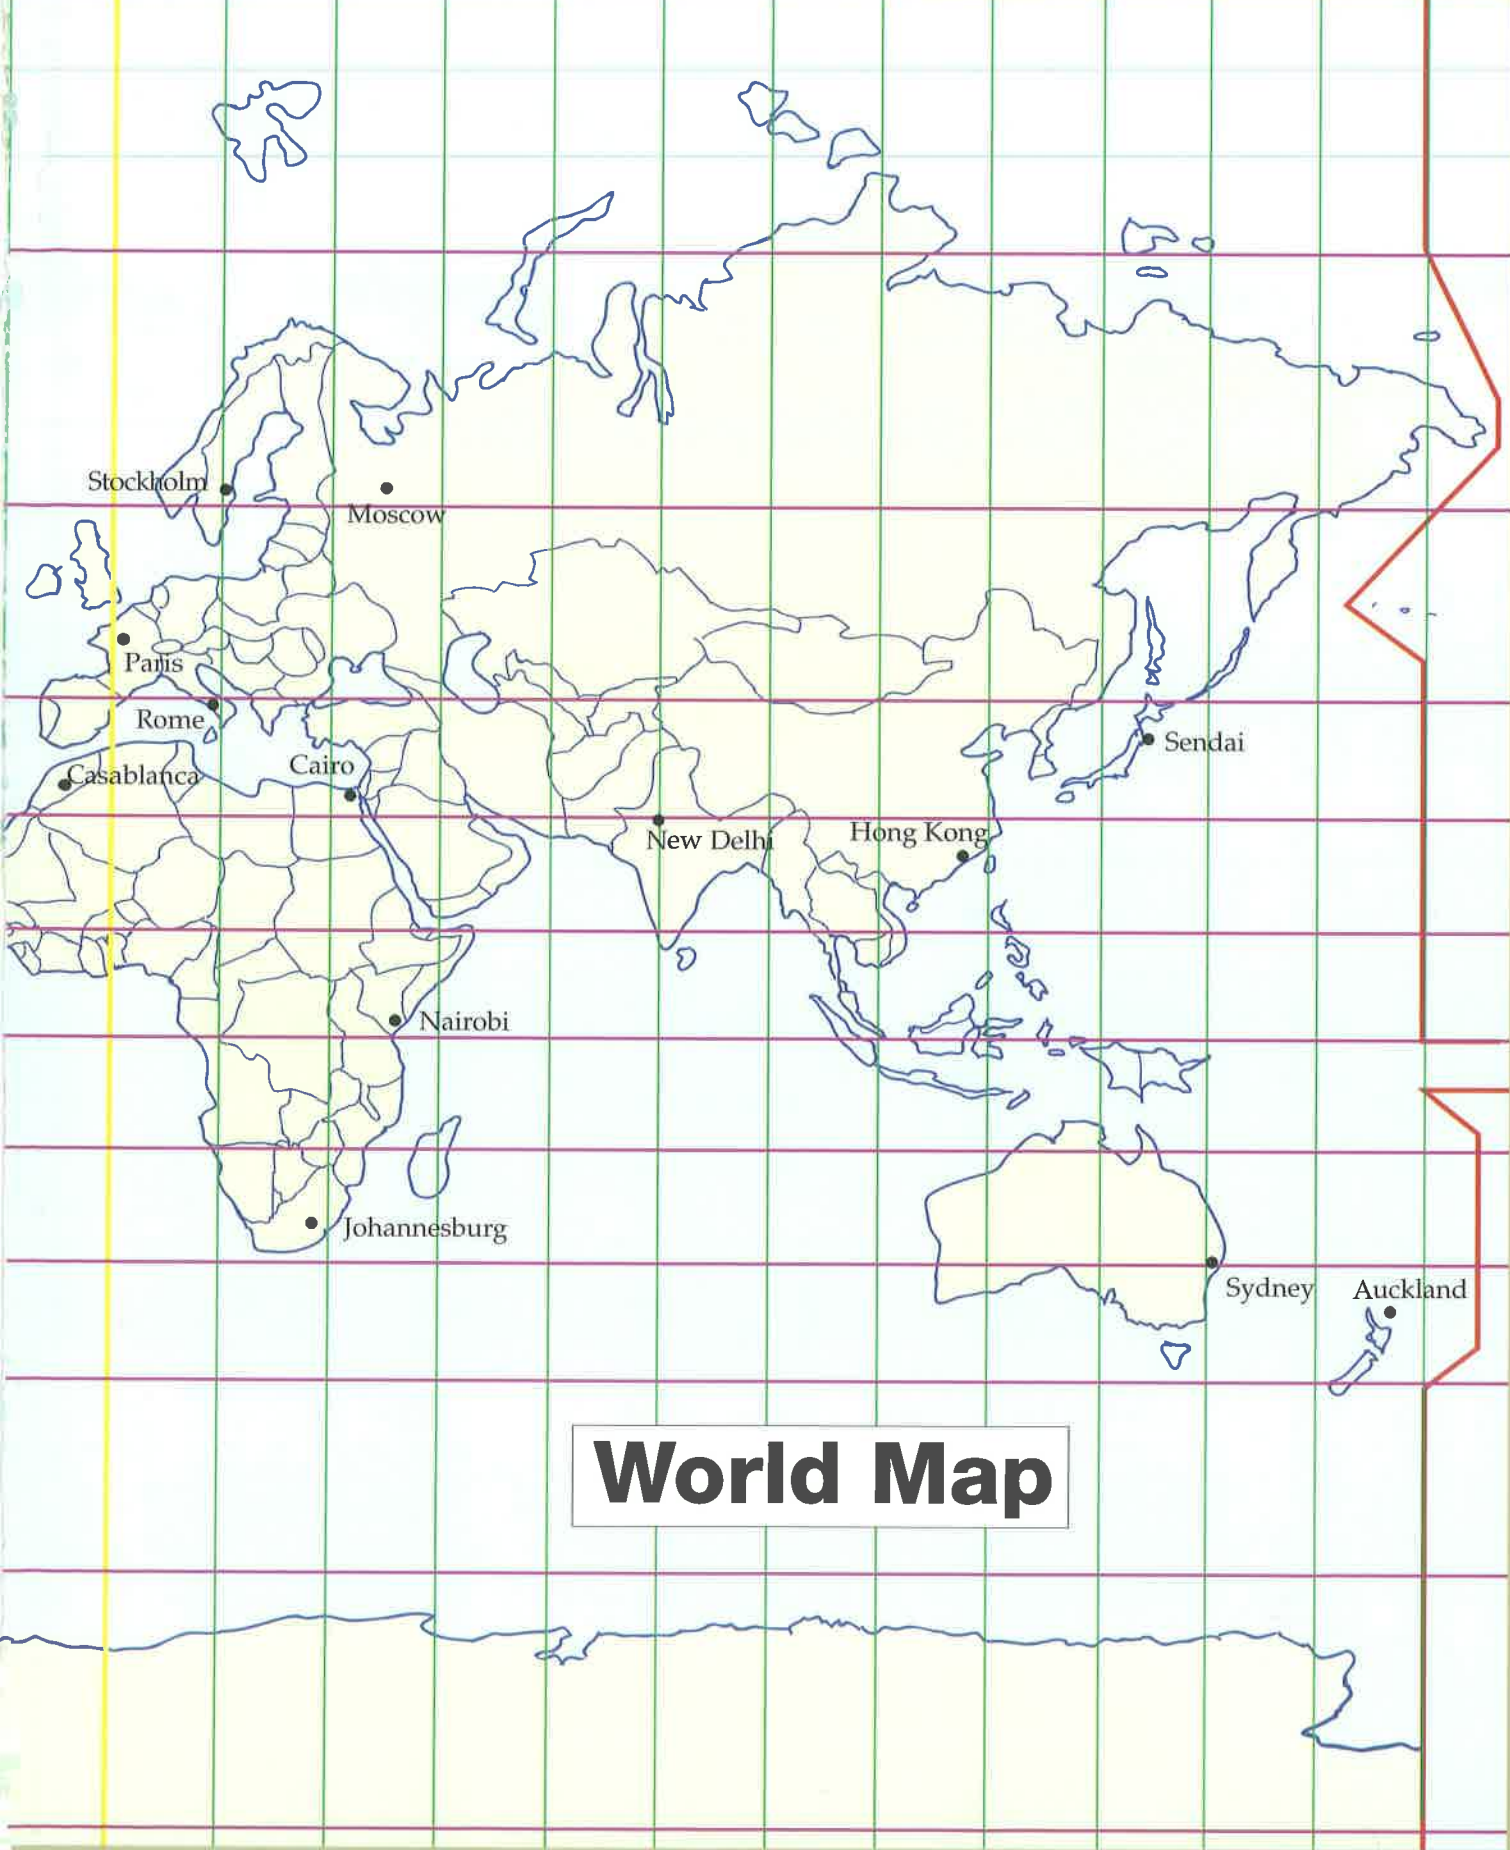 Stockholm
Moscow
Paris
Rome
Sendai
Casablanca
Cairo
New Delhi
Hong Kong
Nairobi
Johannesburg
Sydney
Auckland
World Map